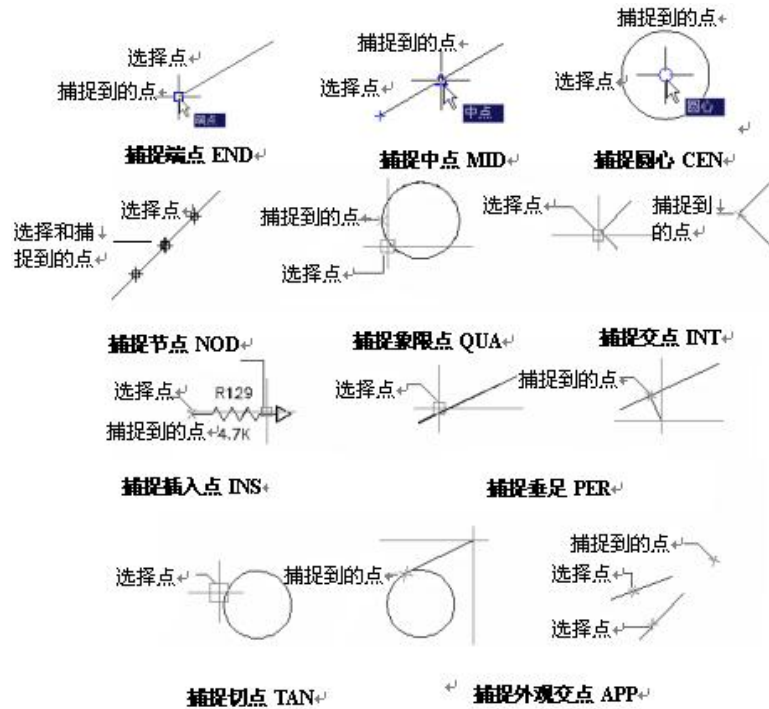 捕捉到的点
选择点
捕捉到的点
端点
捕捉端点 END
捕捉到的点
选择点
中点
捕捉中点 MID
选择点
圆心
捕捉圆心 CEN
选择点
选择和捕
捉到的点
捕捉节点 NOD
捕捉到的点
选择点
捕捉象限点 QUA
选择点
捕捉到
的点
捕捉交点 INT
选择点
R129
捕捉到的点
4.7K
捕捉插入点 INS
选择点
捕捉到的点
捕捉垂足 PER
选择点
捕捉到的点
捕捉切点 TAN
捕捉到的点
选择点
选择点
捕捉外观交点 APP